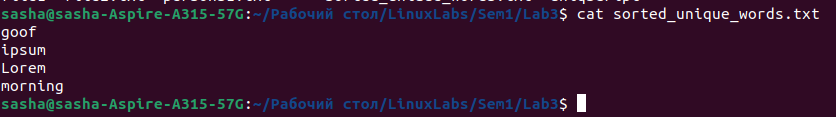 sasha@sasha-Aspire-A315-57G:~/Рабочий стол/LinuxLabs/Sem1/Lab3$ cat sorted_unique_words.txt
goof
ipsum
Lorem
morning
sasha@sasha-Aspire-A315-57G:~/Рабочий стол/LinuxLabs/Sem1/Lab3$